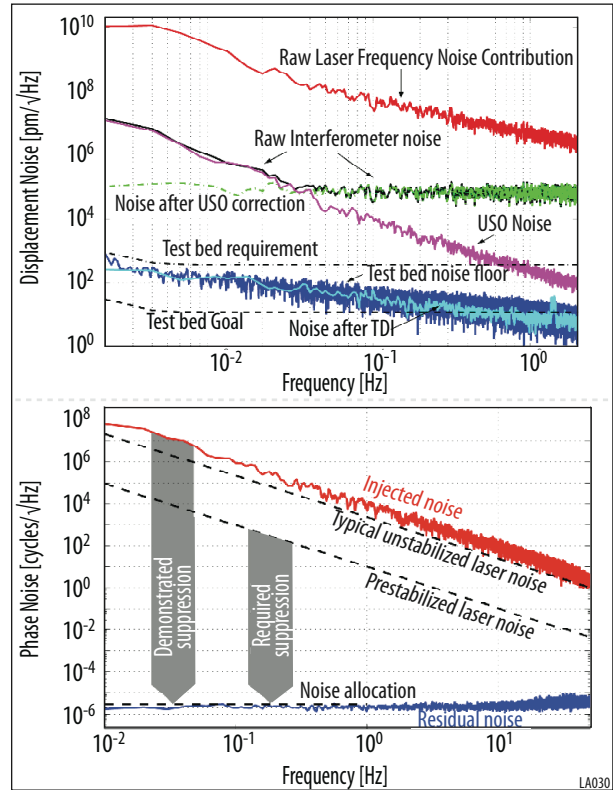 10^10
10^8
10^6
10^4
10^2
10^0
Displacement Noise [pm/√Hz]
Raw Laser Frequency Noise Contribution
Raw Interferometer noise
Noise after USO correction
USO Noise
Test bed requirement
Test bed noise floor
Test bed Goal
Noise after TDI
10^-2
10^-1
10^0
Frequency [Hz]
10^8
10^6
10^4
10^2
10^0
10^-2
10^-5
10^-6
Phase Noise [cycles/√Hz]
Injected noise
Typical unstabilized laser noise
Prestabilized laser noise
Demonstrated
suppression
Required
suppression
Noise allocation
Residual noise
10^-2
10^-1
10^0
10^1
Frequency [Hz]
LA030